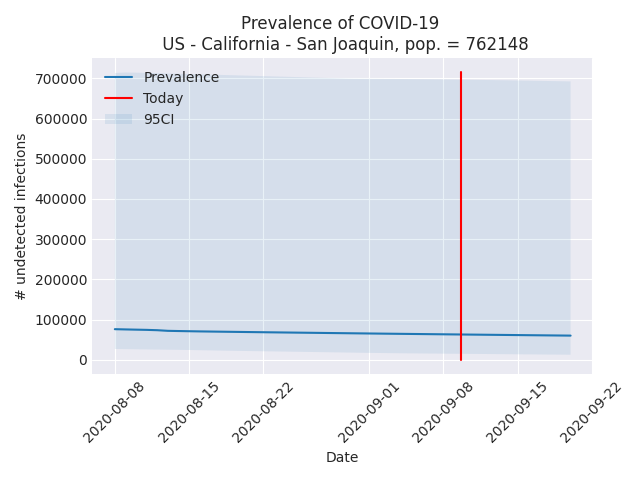 Prevalence of COVID-19
US - California - San Joaquin, pop. = 762148
Prevalence
Today
95CI
700000
600000
500000
400000
300000
200000
100000
0
# undetected infections
2020-08-08
2020-08-15
2020-08-22
2020-09-01
2020-09-08
2020-09-15
2020-09-22
Date